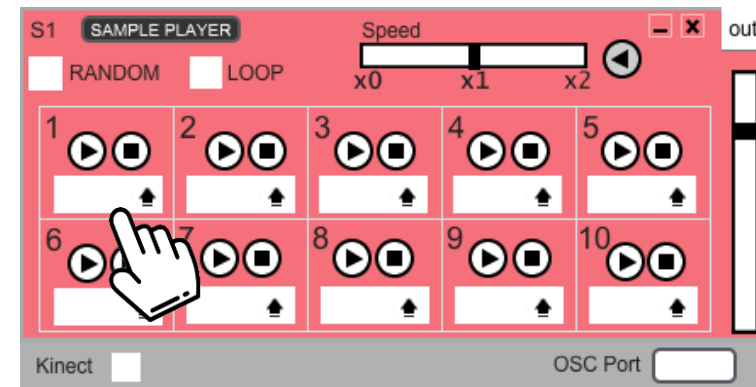 S1 SAMPLE PLAYER Speed out
RANDOM LOOP x0 x1 x2
1 2 3 4 5
6 7 8 9 10
Kinect OSC Port